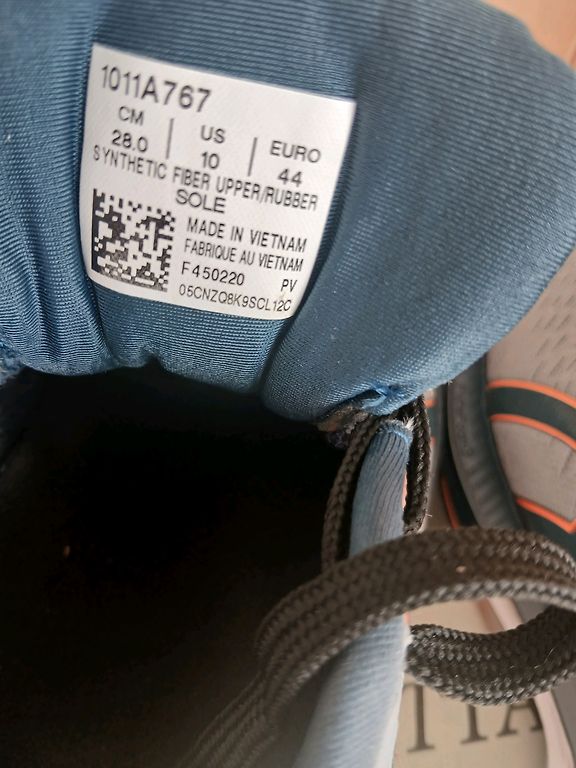 1011A767
CM | US | EURO
28.0 | 10 | 44
SYNTHETIC FIBER UPPER/RUBBER
SOLE
MADE IN VIETNAM
FABRIQUE AU VIETNAM
F450220 PV
05CNZQ8K9SCL12C